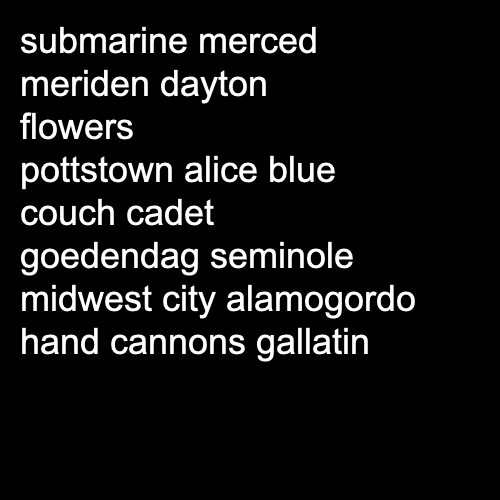 submarine merced
meriden dayton
flowers
pottstown alice blue
couch cadet
goedendag seminole
midwest city alamogordo
hand cannons gallatin